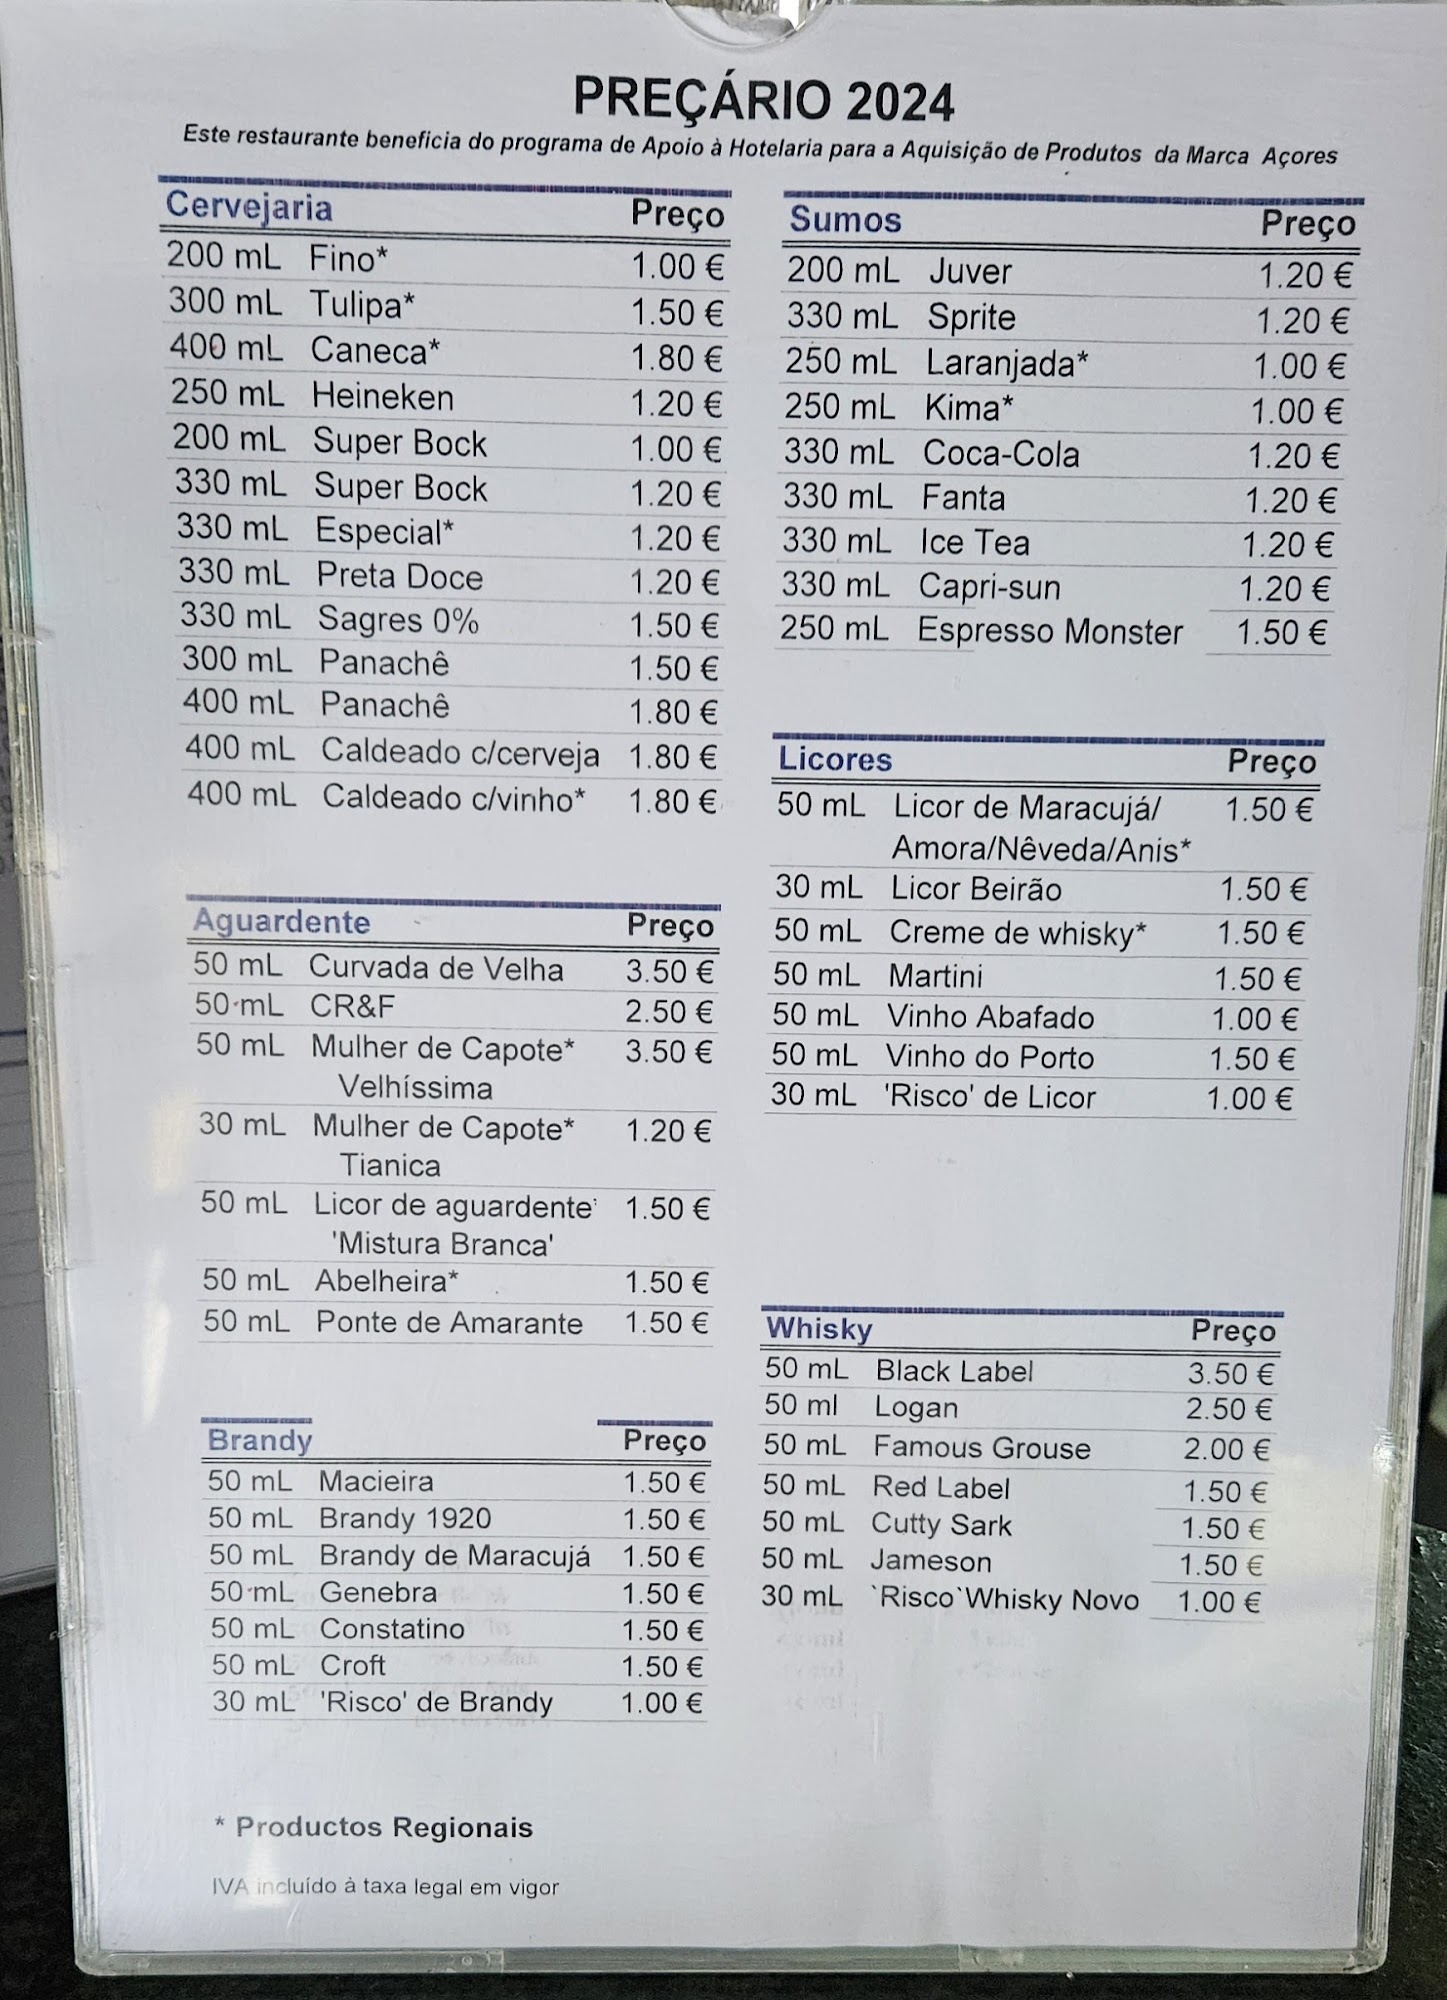 PREÇÁRIO 2024
Este restaurante beneficia do programa de Apoio à Hotelaria para a Aquisição de Produtos da Marca Açores
Cervejaria Preço
200 mL Fino* 1.00 €
300 mL Tulipa* 1.50 €
400 mL Caneca* 1.80 €
250 mL Heineken 1.20 €
200 mL Super Bock 1.00 €
330 mL Super Bock 1.20 €
330 mL Especial* 1.20 €
330 mL Preta Doce 1.20 €
330 mL Sagres 0% 1.50 €
300 mL Panachê 1.50 €
400 mL Panachê 1.80 €
400 mL Caldeado c/cerveja 1.80 €
400 mL Caldeado c/vinho* 1.80 €
Aguardente Preço
50 mL Curvada de Velha 3.50 €
50 mL CR&F 2.50 €
50 mL Mulher de Capote* 3.50 €
Velhíssima
30 mL Mulher de Capote* 1.20 €
Tianica
50 mL Licor de aguardente* 1.50 €
'Mistura Branca'
50 mL Abelheira* 1.50 €
50 mL Ponte de Amarante 1.50 €
Brandy Preço
50 mL Macieira 1.50 €
50 mL Brandy 1920 1.50 €
50 mL Brandy de Maracujá 1.50 €
50 mL Genebra 1.50 €
50 mL Constatino 1.50 €
50 mL Croft 1.50 €
30 mL 'Risco' de Brandy 1.00 €
* Productos Regionais
IVA incluído à taxa legal em vigor
Sumos Preço
200 mL Juver 1.20 €
330 mL Sprite 1.20 €
250 mL Laranjada* 1.00 €
250 mL Kima* 1.00 €
330 mL Coca-Cola 1.20 €
330 mL Fanta 1.20 €
330 mL Ice Tea 1.20 €
330 mL Capri-sun 1.20 €
250 mL Espresso Monster 1.50 €
Licores Preço
50 mL Licor de Maracujá/ 1.50 €
Amora/Nêveda/Anis*
30 mL Licor Beirão 1.50 €
50 mL Creme de whisky* 1.50 €
50 mL Martini 1.50 €
50 mL Vinho Abafado 1.00 €
50 mL Vinho do Porto 1.50 €
30 mL 'Risco' de Licor 1.00 €
Whisky Preço
50 mL Black Label 3.50 €
50 ml Logan 2.50 €
50 mL Famous Grouse 2.00 €
50 mL Red Label 1.50 €
50 mL Cutty Sark 1.50 €
50 mL Jameson 1.50 €
30 mL `Risco`Whisky Novo 1.00 €